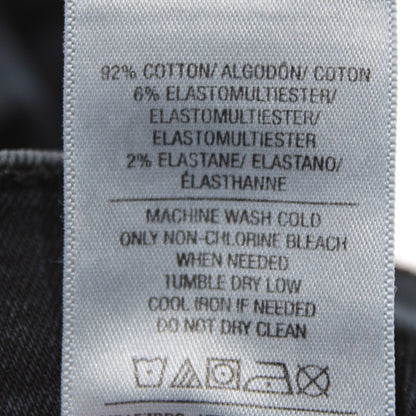 92% COTTON/ ALGODÓN/ COTON
6% ELASTOMULTIESTER/
ELASTOMULTIESTER/
ELASTOMULTIESTER
2% ELASTANE/ ELASTANO/
ÉLASTHANNE
MACHINE WASH COLD
ONLY NON-CHLORINE BLEACH
WHEN NEEDED
TUMBLE DRY LOW
COOL IRON IF NEEDED
DO NOT DRY CLEAN